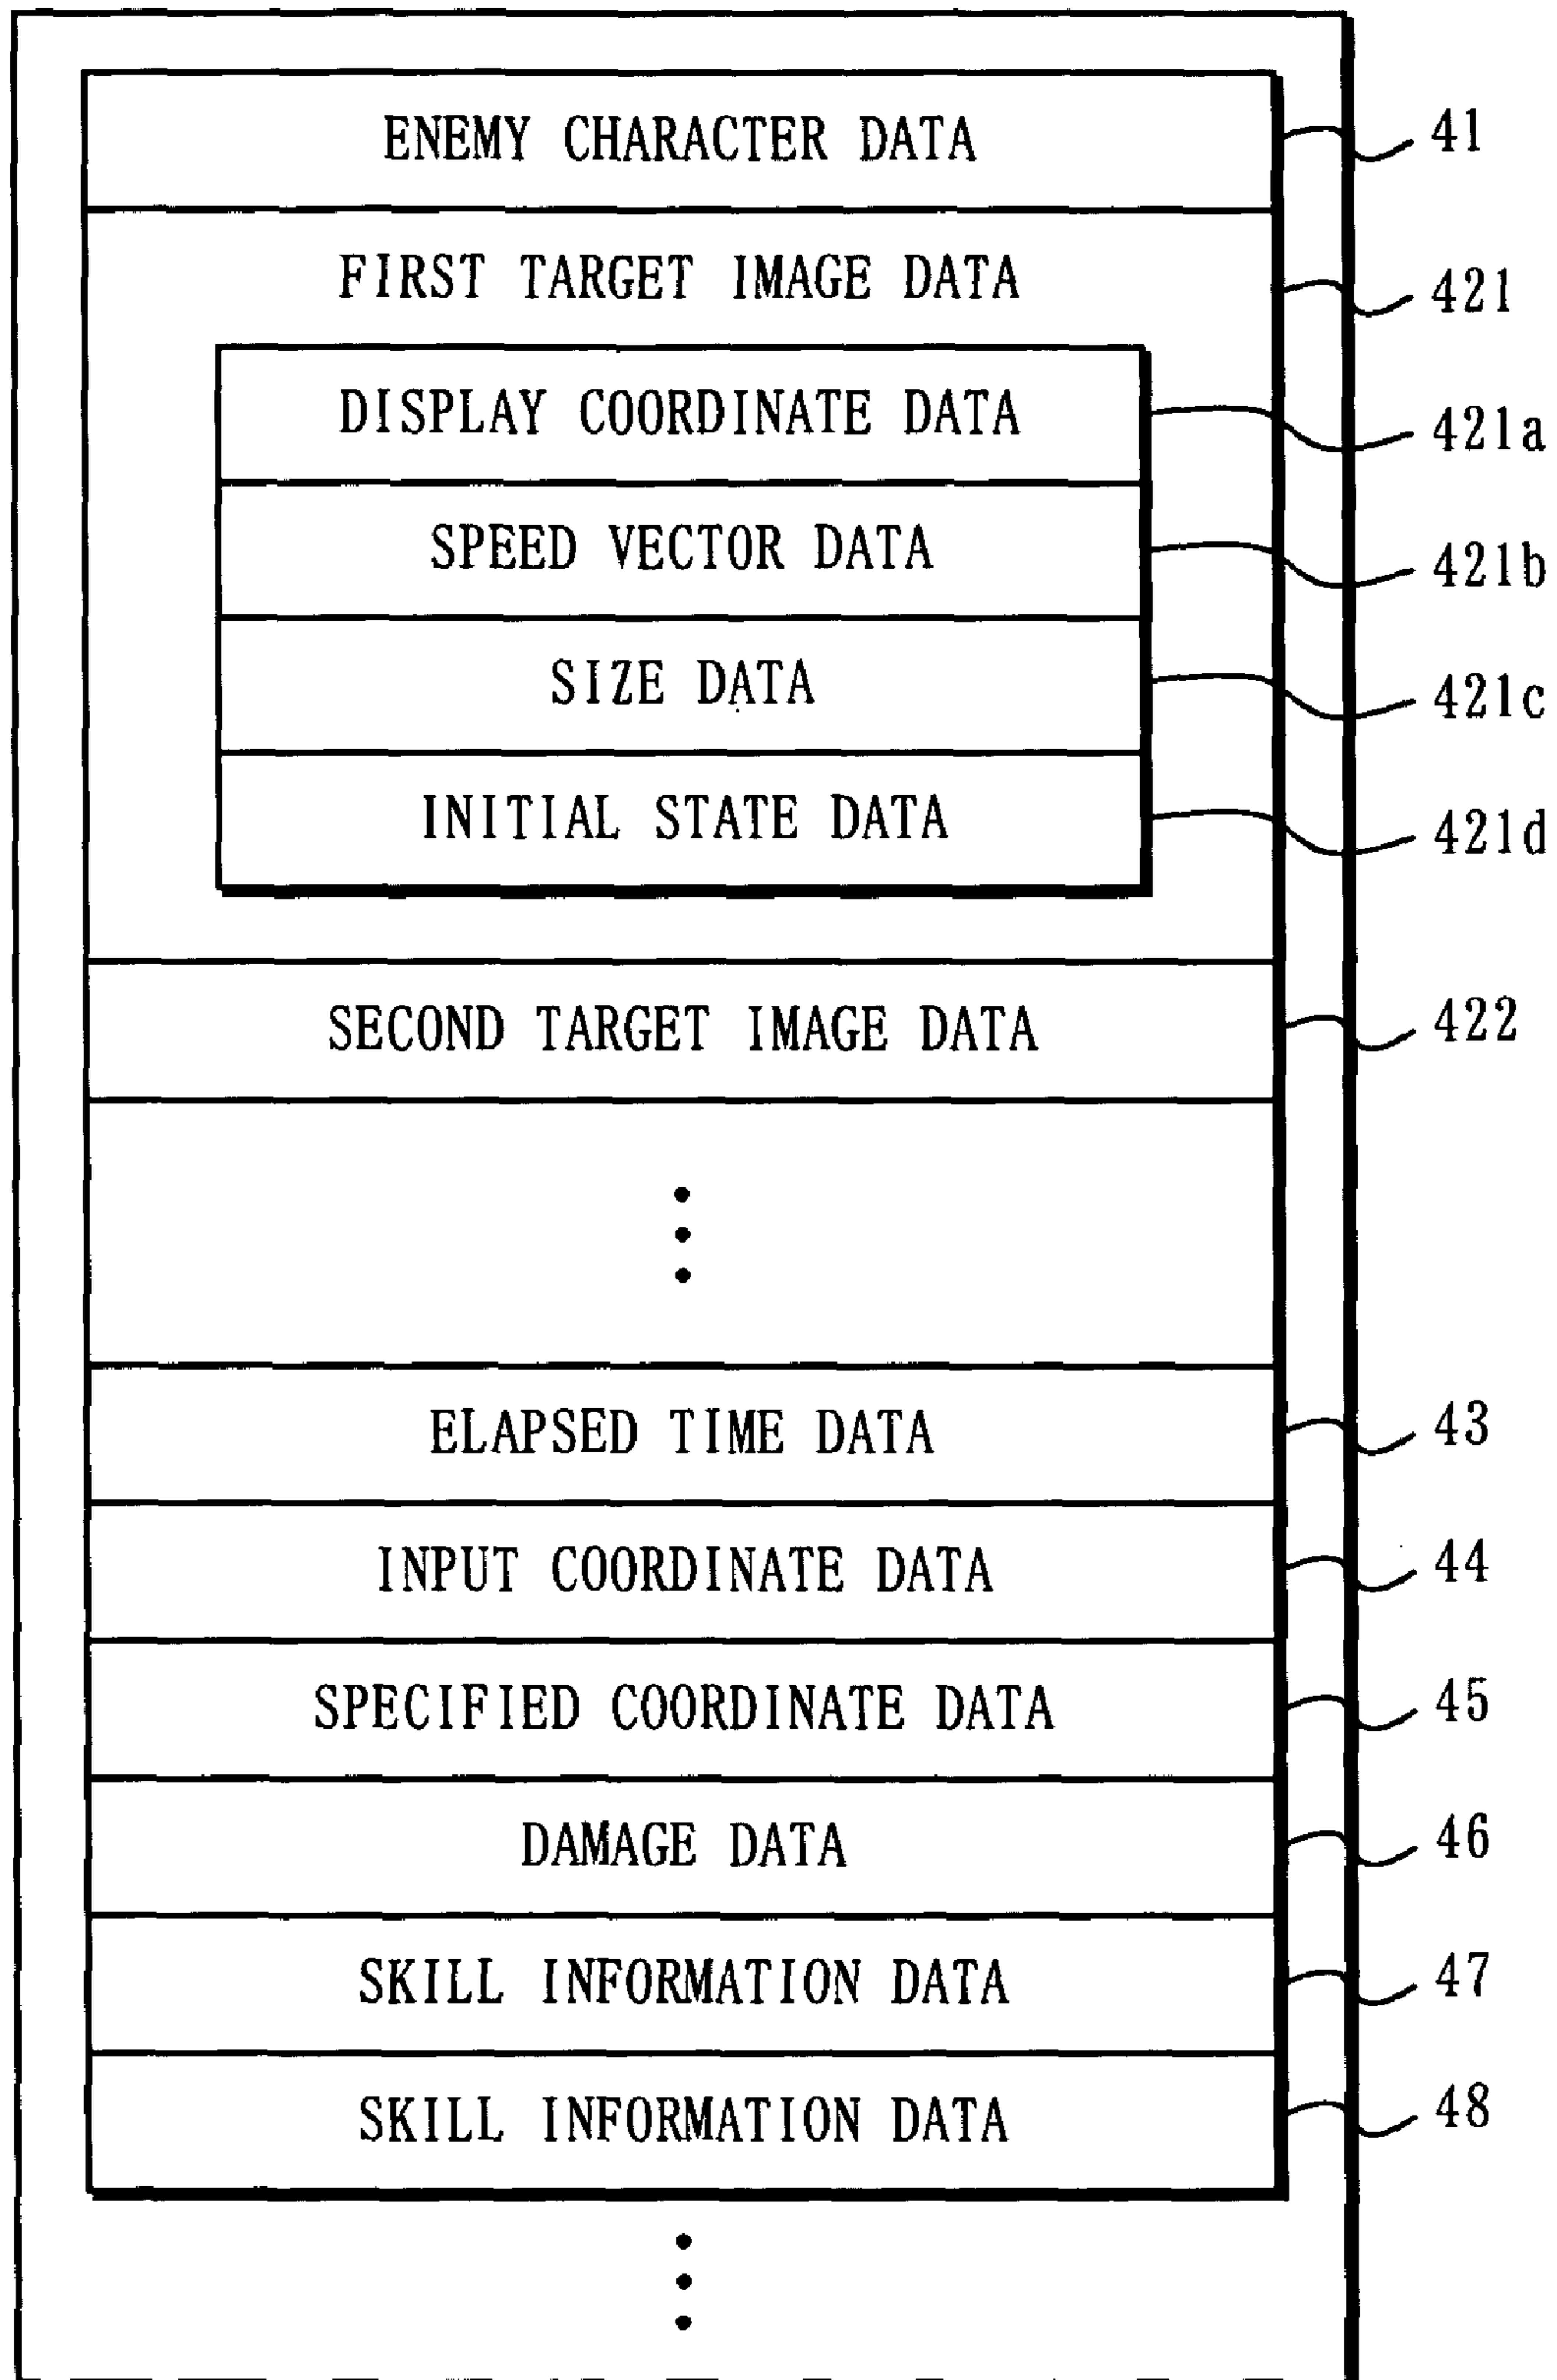 ENEMY CHARACTER DATA 41
FIRST TARGET IMAGE DATA 421
DISPLAY COORDINATE DATA 421a
SPEED VECTOR DATA 421b
SIZE DATA 421c
INITIAL STATE DATA 421d
SECOND TARGET IMAGE DATA 422
ELAPSED TIME DATA 43
INPUT COORDINATE DATA 44
SPECIFIED COORDINATE DATA 45
DAMAGE DATA 46
SKILL INFORMATION DATA 47
SKILL INFORMATION DATA 48